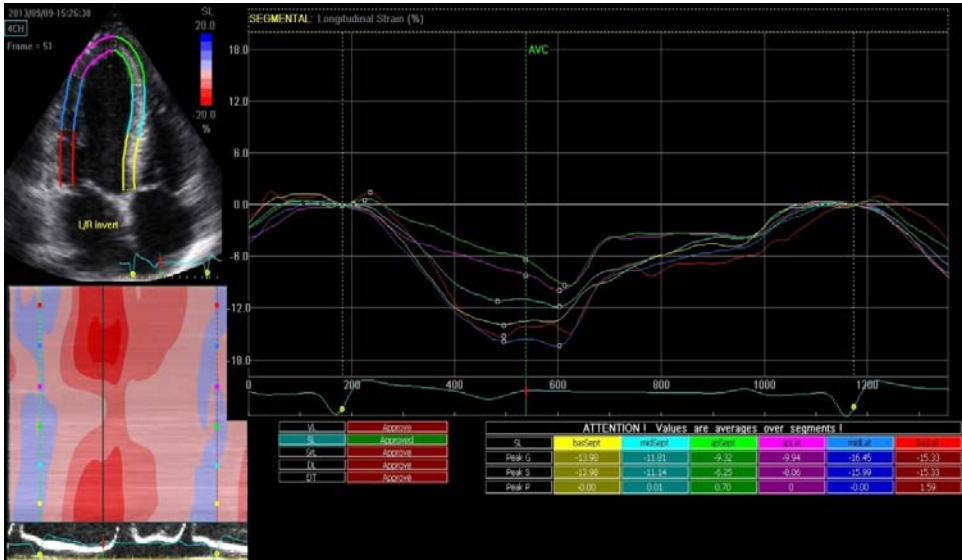 2013/09/09-15:26:30
SL
20.0
4CH
Frame = 51
-20.0
%
L/R invert
SEGMENTAL: Longitudinal Strain (%)
AVC
18.0
12.0
6.0
0.0
-6.0
-12.0
-18.0
0 200 400 600 800 1000 1200
VL Approve
SL Approved
SrL Approve
DL Approve
DT Approve
ATTENTION ! Values are averages over segments !
SL basSept midSept apSept apLat midLat basLat
Peak G -13.98 -11.81 -9.32 -9.94 -16.45 -15.33
Peak S -13.98 -11.14 -6.25 -8.06 -15.99 -15.33
Peak P -0.00 0.01 0.70 0 -0.00 1.59